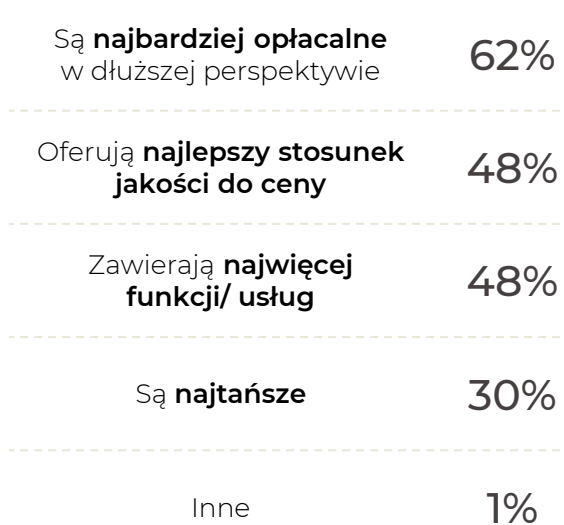 Są najbardziej opłacalne
w dłuższej perspektywie
62%
Oferują najlepszy stosunek
jakości do ceny
48%
Zawierają najwięcej
funkcji/ usług
48%
Są najtańsze
30%
Inne
1%